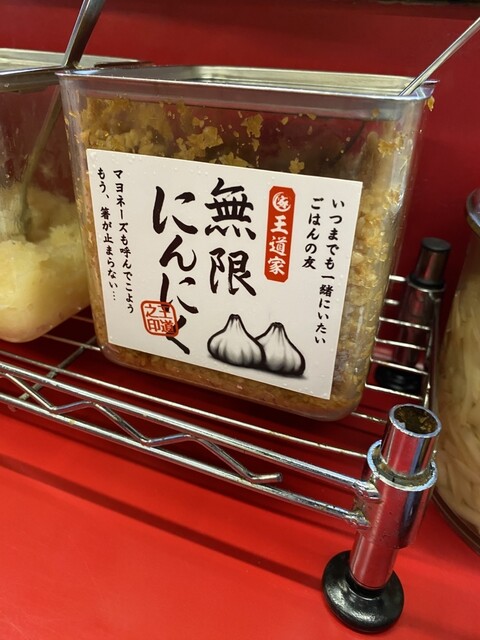 いつまでも一緒にいたい
ごはんの友
王道家
無限
にんにく
王道
之印
マヨネーズも呼んでこよう
もう、箸が止まらない…